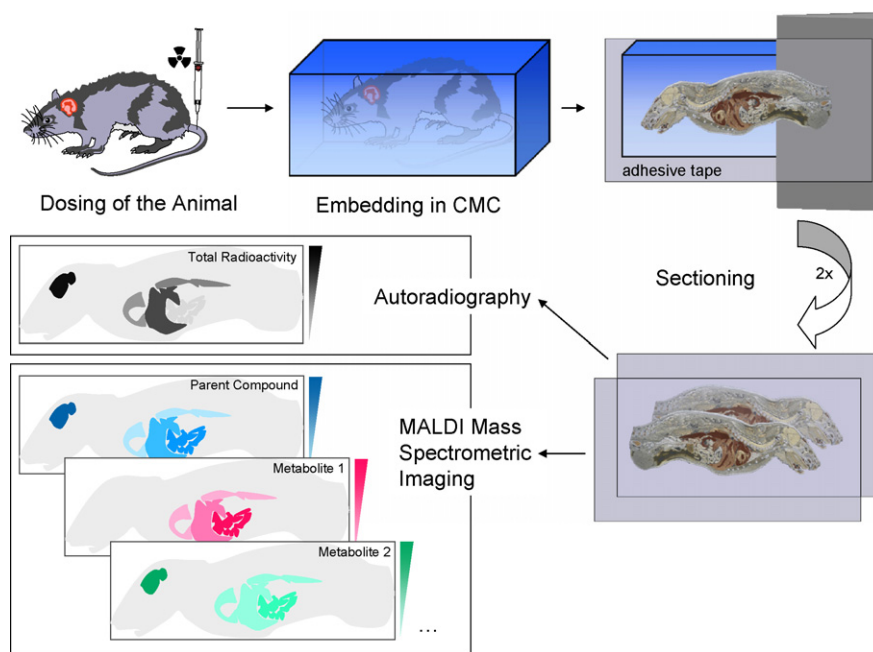 Dosing of the Animal
Embedding in CMC
adhesive tape
Sectioning
2x
Total Radioactivity
Autoradiography
Parent Compound
MALDI Mass
Spectrometric
Imaging
Metabolite 1
Metabolite 2
...